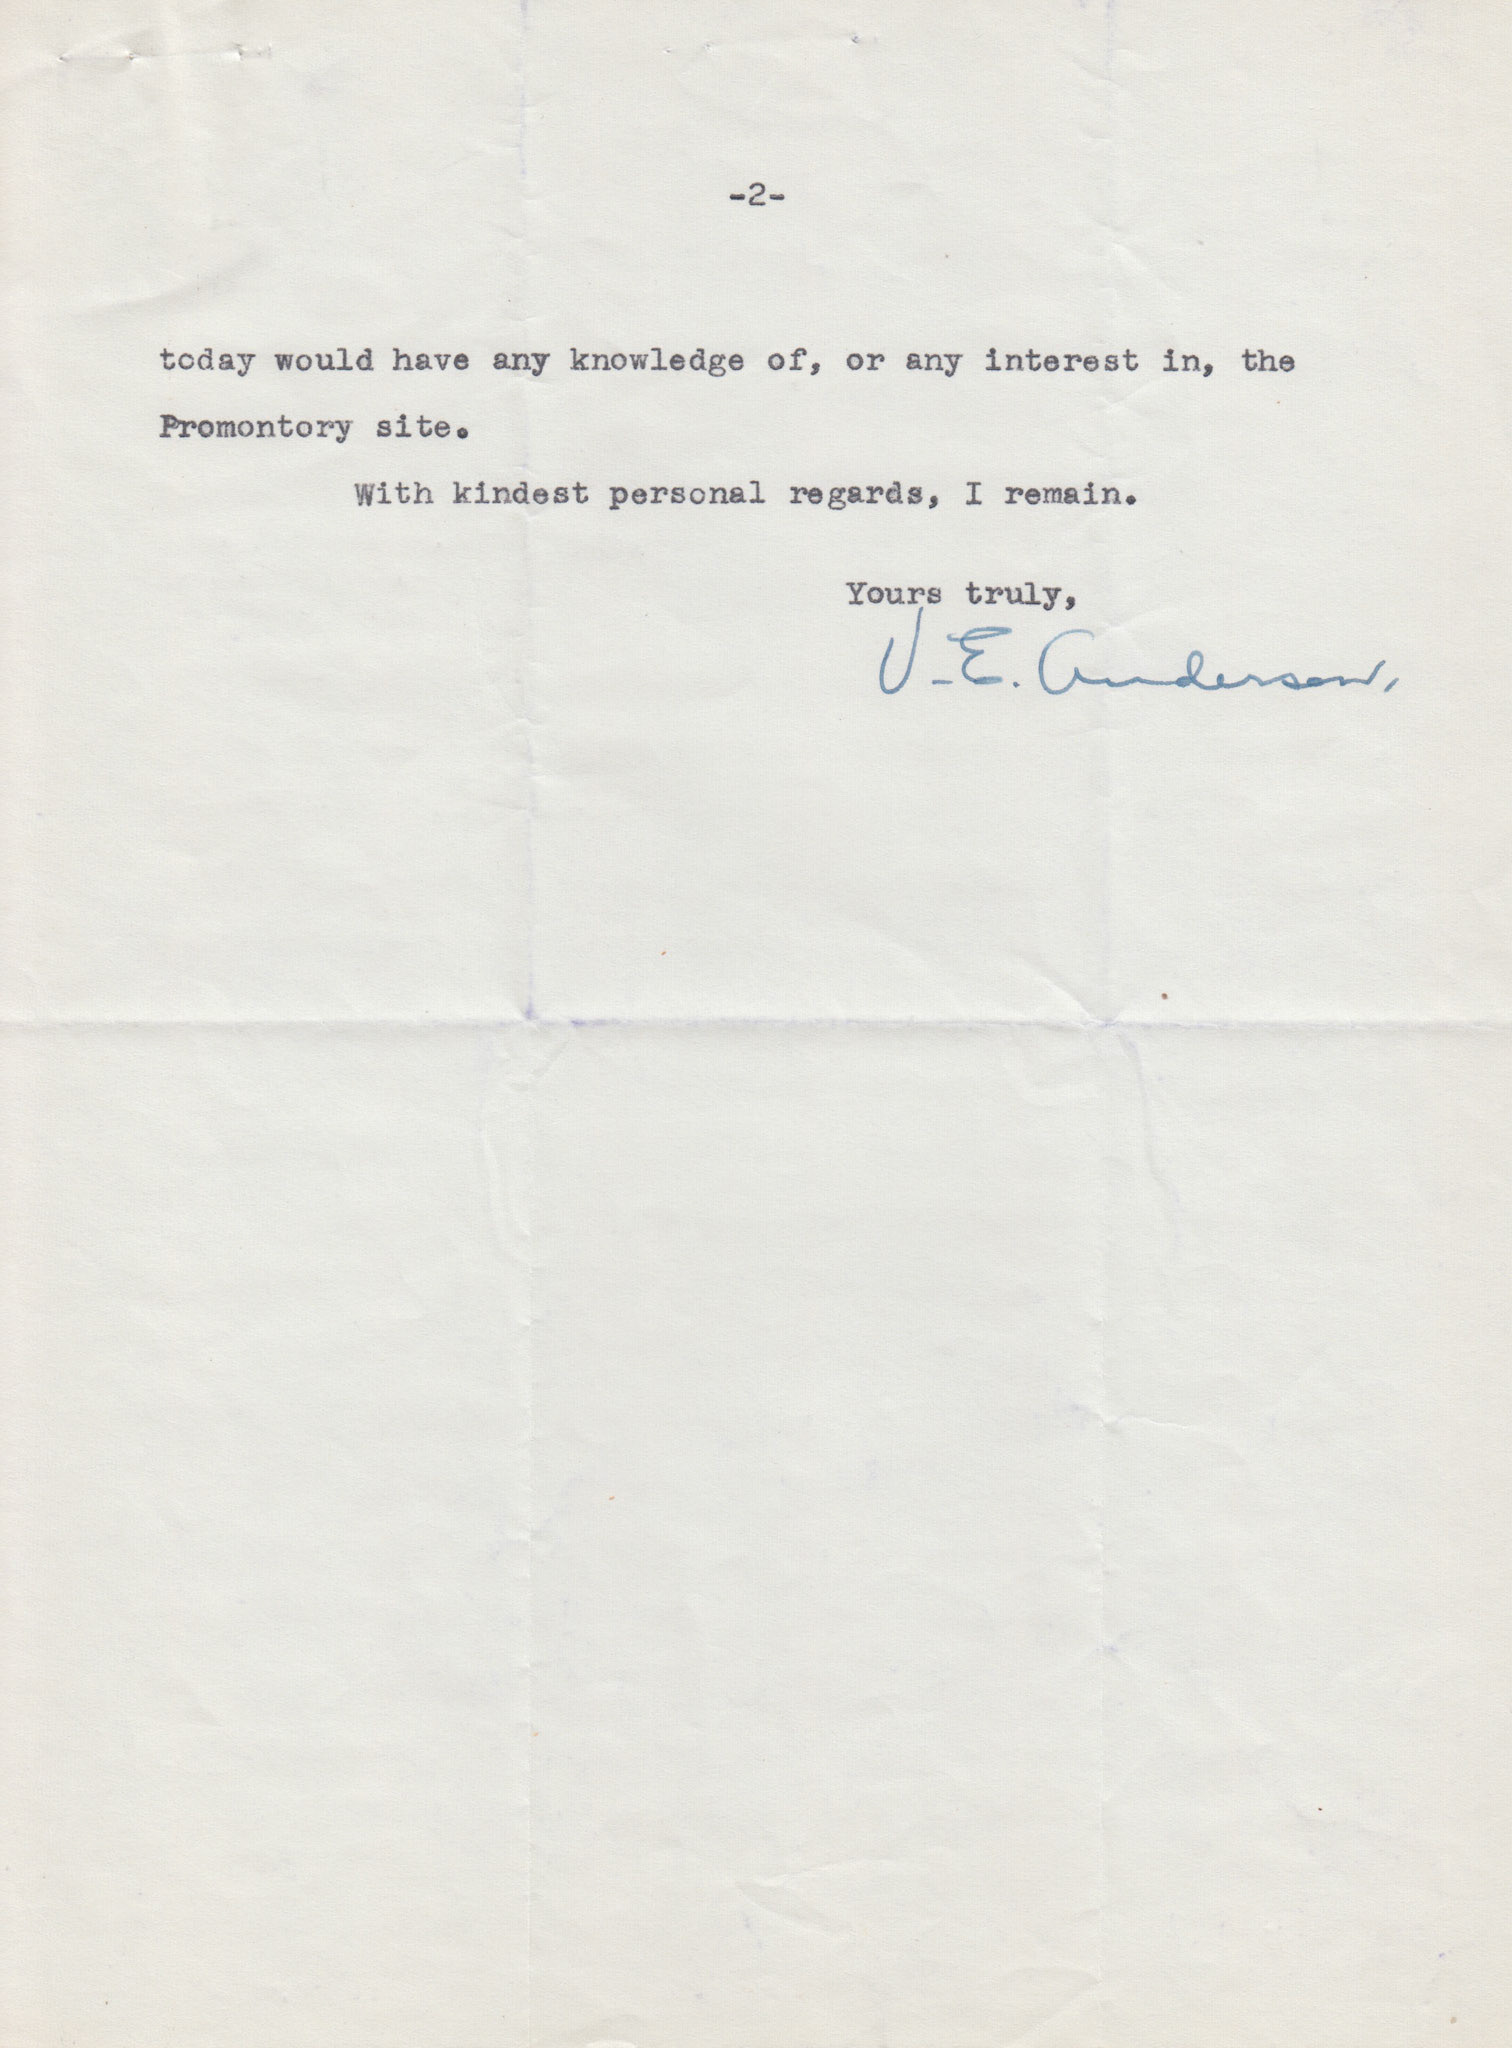 -2-
today would have any knowledge of, or any interest in, the
Promontory site.
With kindest personal regards, I remain.
Yours truly,
V.E. Anderson.